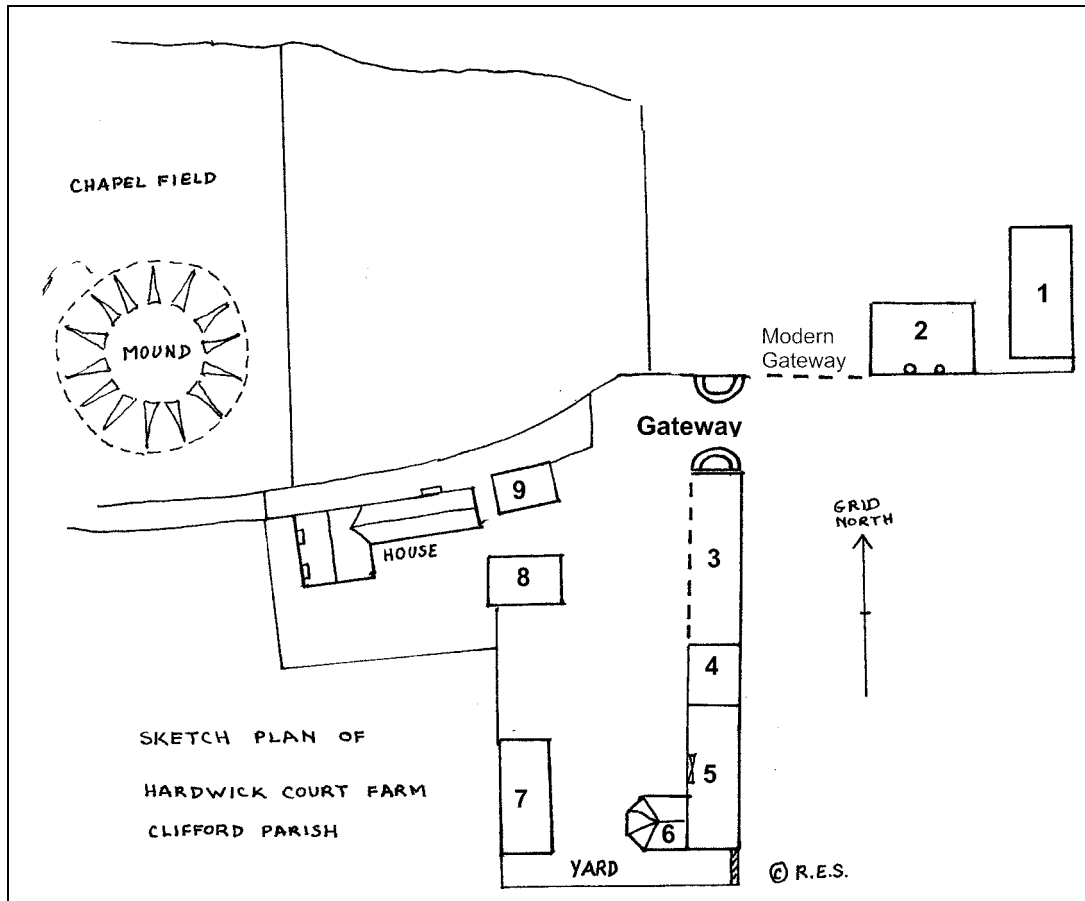 CHAPEL FIELD
MOUND
1
2
Modern
Gateway
Gateway
9
HOUSE
8
3
GRID
NORTH
4
SKETCH PLAN OF
HARDWICK COURT FARM
CLIFFORD PARISH
5
7
6
YARD
© R.E.S.